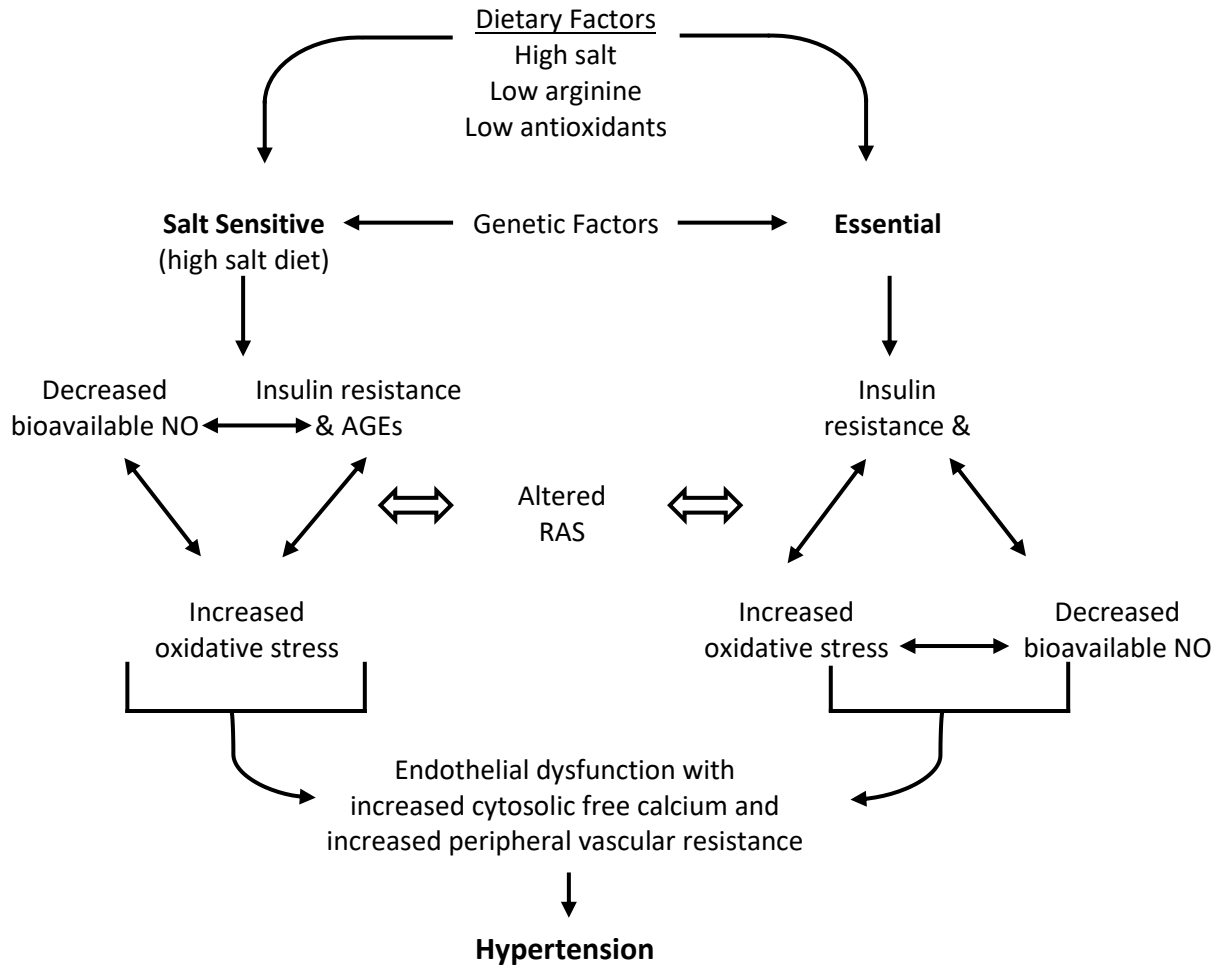 Dietary Factors
High salt
Low arginine
Low antioxidants
Salt Sensitive
(high salt diet)
Genetic Factors
Essential
Decreased
bioavailable NO
Insulin resistance
& AGEs
Insulin
resistance &
Altered
RAS
Increased
oxidative stress
Increased
oxidative stress
Decreased
bioavailable NO
Endothelial dysfunction with
increased cytosolic free calcium and
increased peripheral vascular resistance
Hypertension